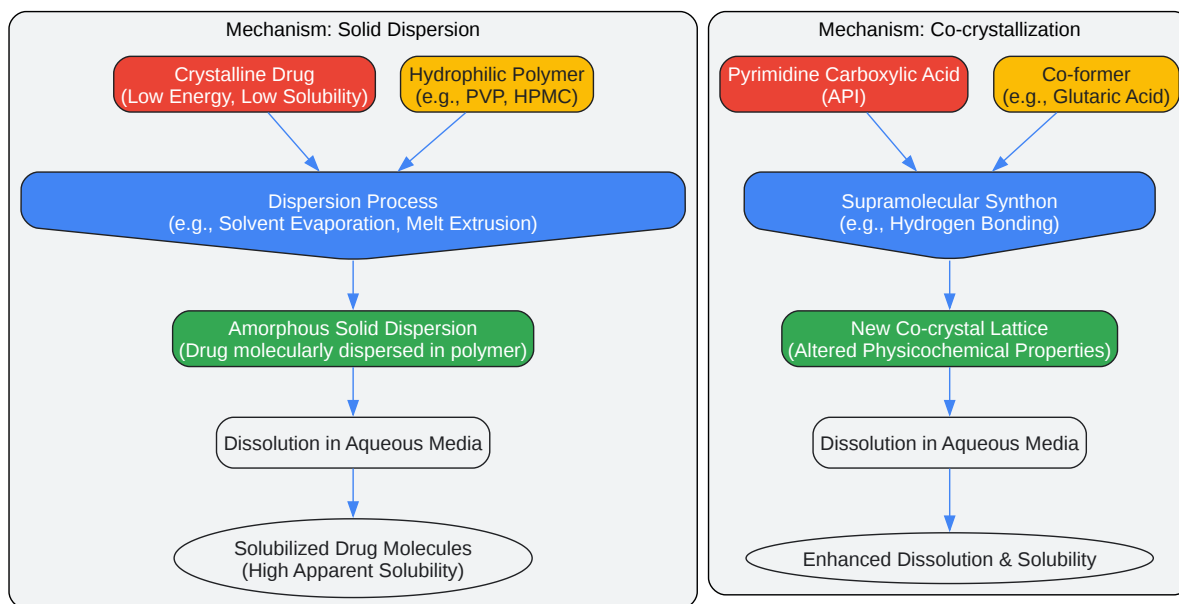 Mechanism: Solid Dispersion
Crystalline Drug
(Low Energy, Low Solubility)
Hydrophilic Polymer
(e.g., PVP, HPMC)
Dispersion Process
(e.g., Solvent Evaporation, Melt Extrusion)
Amorphous Solid Dispersion
(Drug molecularly dispersed in polymer)
Dissolution in Aqueous Media
Solubilized Drug Molecules
(High Apparent Solubility)
Mechanism: Co-crystallization
Pyrimidine Carboxylic Acid
(API)
Co-former
(e.g., Glutaric Acid)
Supramolecular Synthon
(e.g., Hydrogen Bonding)
New Co-crystal Lattice
(Altered Physicochemical Properties)
Dissolution in Aqueous Media
Enhanced Dissolution & Solubility